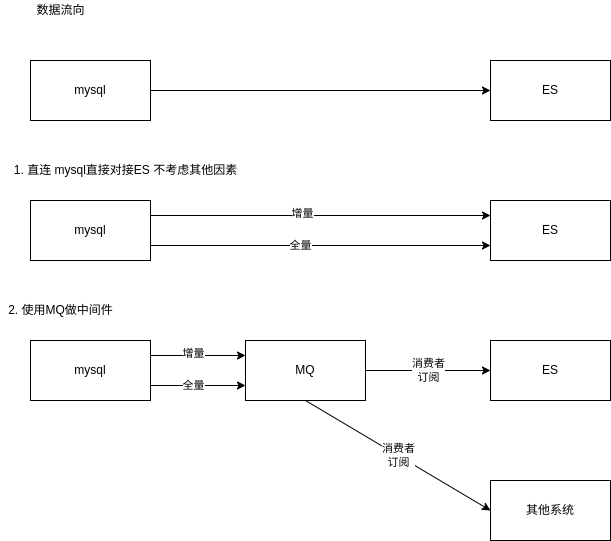 数据流向
mysql
ES
1. 直连 mysql直接对接ES 不考虑其他因素
mysql
增量
全量
ES
2. 使用MQ做中间件
mysql
增量
全量
MQ
消费者
订阅
ES
消费者
订阅
其他系统